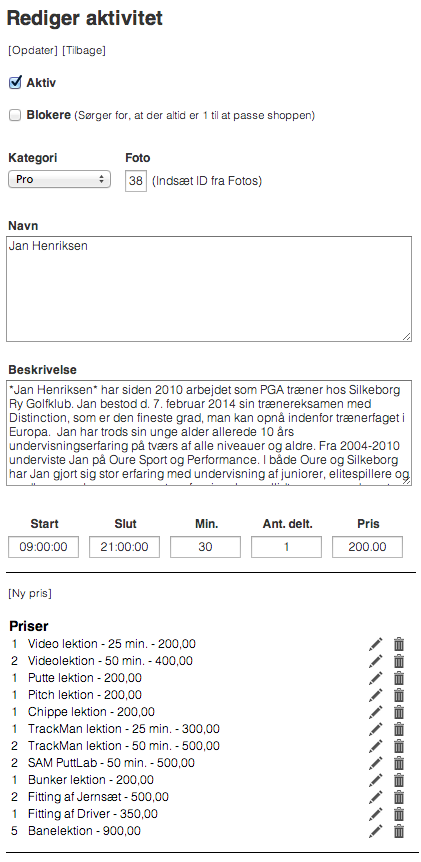 Rediger aktivitet
[Opdater] [Tilbage]
Aktiv
Blokere (Sørger for, at der altid er 1 til at passe shoppen)
Kategori Foto
Pro 38 (Indsæt ID fra Fotos)
Navn
Jan Henriksen
Beskrivelse
*Jan Henriksen* har siden 2010 arbejdet som PGA træner hos Silkeborg
Ry Golfklub. Jan bestod d. 7. februar 2014 sin trænereksamen med
Distinction, som er den fineste grad, man kan opnå indenfor trænerfaget i
Europa.  Jan har trods sin unge alder allerede 10 års
undervisningserfaring på tværs af alle niveauer og aldre. Fra 2004-2010
underviste Jan på Oure Sport og Performance. I både Oure og Silkeborg
har Jan gjort sig stor erfaring med undervisning af juniorer, elitespillere og
Start Slut Min. Ant. delt. Pris
09:00:00 21:00:00 30 1 200.00
[Ny pris]
Priser
1 Video lektion - 25 min. - 200,00
2 Videolektion - 50 min. - 400,00
1 Putte lektion - 200,00
1 Pitch lektion - 200,00
1 Chippe lektion - 200,00
1 TrackMan lektion - 25 min. - 300,00
2 TrackMan lektion - 50 min. - 500,00
2 SAM PuttLab - 50 min. - 500,00
1 Bunker lektion - 200,00
2 Fitting af Jernsæt - 500,00
1 Fitting af Driver - 350,00
5 Banelektion - 900,00